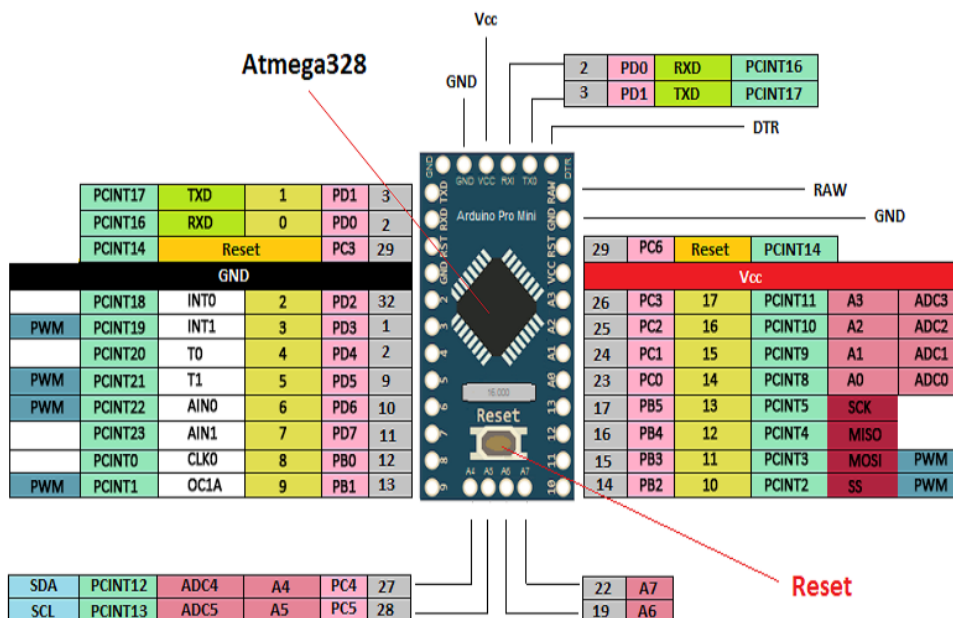 Vcc
Atmega328
GND
2 PD0 RXD PCINT16
3 PD1 TXD PCINT17
DTR
GND GND VCC RXI TX0 DTR
RAW
GND
PCINT17 TXD 1 PD1 3
PCINT16 RXD 0 PD0 2
PCINT14 Reset PC3 29
GND
PCINT18 INT0 2 PD2 32
PWM PCINT19 INT1 3 PD3 1
PCINT20 T0 4 PD4 2
PWM PCINT21 T1 5 PD5 9
PWM PCINT22 AIN0 6 PD6 10
PCINT23 AIN1 7 PD7 11
PCINT0 CLK0 8 PB0 12
PWM PCINT1 OC1A 9 PB1 13
TXD RAW
Arduino Pro Mini
RXD GND
RST RST
GND VCC
2 A3
3 A2
4 A1
5 A0
16.000
6 13
Reset
7 12
8 11
A4 A5 A6 A7
9 10
29 PC6 Reset PCINT14
Vcc
26 PC3 17 PCINT11 A3 ADC3
25 PC2 16 PCINT10 A2 ADC2
24 PC1 15 PCINT9 A1 ADC1
23 PC0 14 PCINT8 A0 ADC0
17 PB5 13 PCINT5 SCK
16 PB4 12 PCINT4 MISO
15 PB3 11 PCINT3 MOSI PWM
14 PB2 10 PCINT2 SS PWM
SDA PCINT12 ADC4 A4 PC4 27
SCL PCINT13 ADC5 A5 PC5 28
22 A7
19 A6
Reset